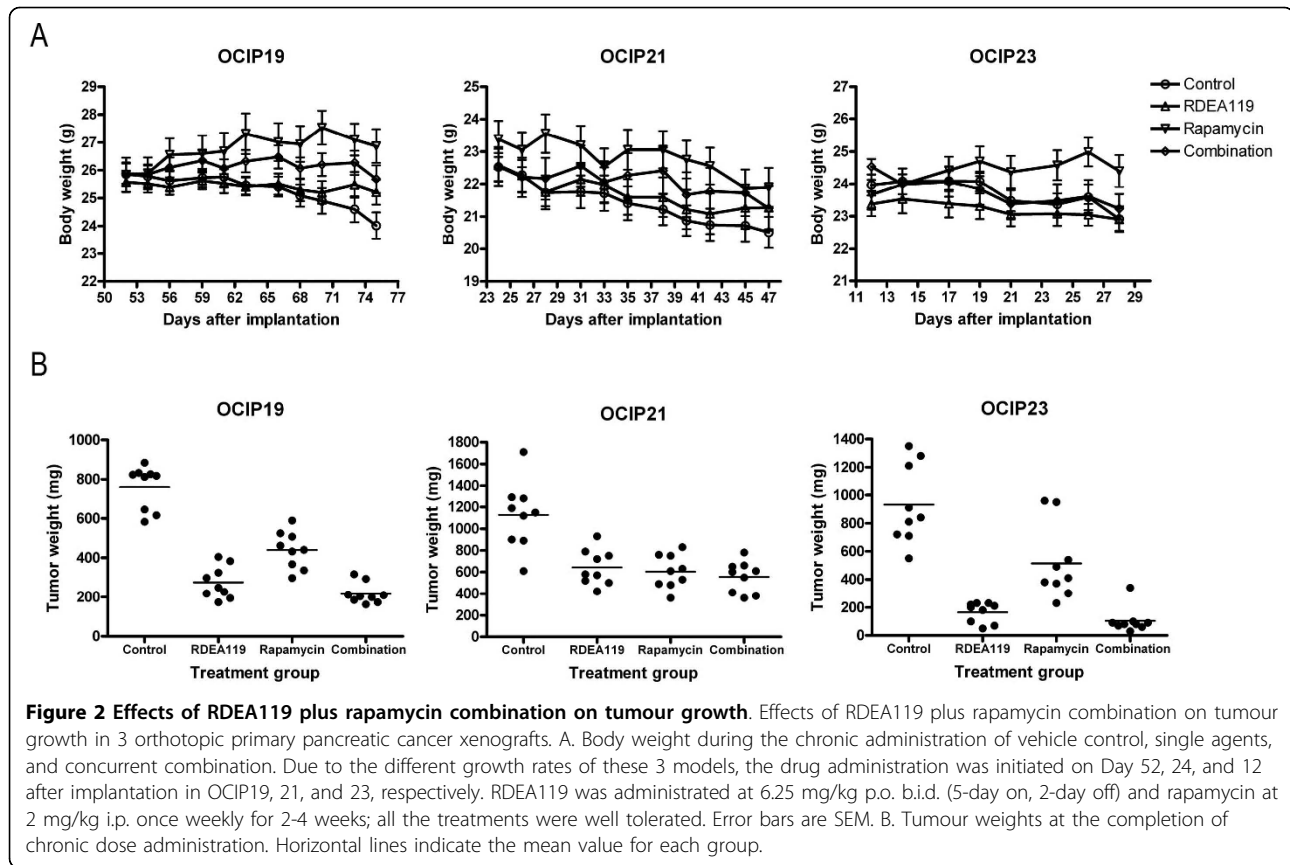 A
OCIP19
OCIP21
OCIP23
Body weight (g)
29
28
27
26
25
24
23
22
50 53 56 59 62 65 68 71 74 77
Days after implantation
Body weight (g)
25
24
23
22
21
20
19
23 25 27 29 31 33 35 37 39 41 43 45 47
Days after implantation
Body weight (g)
27
26
25
24
23
22
21
11 13 15 17 19 21 23 25 27 29
Days after implantation
Control
RDEA119
Rapamycin
Combination
B
OCIP19
OCIP21
OCIP23
Tumor weight (mg)
1000
800
600
400
200
0
Control RDEA119 Rapamycin Combination
Treatment group
Tumor weight (mg)
1800
1600
1400
1200
1000
800
600
400
200
0
Control RDEA119 Rapamycin Combination
Treatment group
Tumor weight (mg)
1400
1200
1000
800
600
400
200
0
Control RDEA119 Rapamycin Combination
Treatment group
Figure 2 Effects of RDEA119 plus rapamycin combination on tumour growth. Effects of RDEA119 plus rapamycin combination on tumour
growth in 3 orthotopic primary pancreatic cancer xenografts. A. Body weight during the chronic administration of vehicle control, single agents,
and concurrent combination. Due to the different growth rates of these 3 models, the drug administration was initiated on Day 52, 24, and 12
after implantation in OCIP19, 21, and 23, respectively. RDEA119 was administrated at 6.25 mg/kg p.o. b.i.d. (5-day on, 2-day off) and rapamycin at
2 mg/kg i.p. once weekly for 2-4 weeks; all the treatments were well tolerated. Error bars are SEM. B. Tumour weights at the completion of
chronic dose administration. Horizontal lines indicate the mean value for each group.